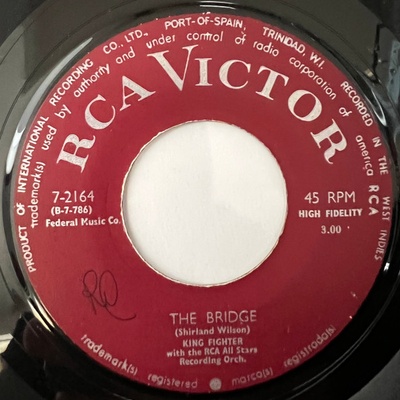 PRODUCT OF INTERNATIONAL RECORDING CO., LTD., PORT-OF-SPAIN, TRINIDAD, W.I. RECORDED IN THE WEST INDIES
trademark(s) used by authority and under control of radio corporation of america RCA
RCA VICTOR
7-2164
(B-7-786)
Federal Music Co.
45 RPM
HIGH FIDELITY
3.00
THE BRIDGE
(Shirland Wilson)
KING FIGHTER
with the RCA All Stars
Recording Orch.
trademark(s) registered marca(s) registrada(s)